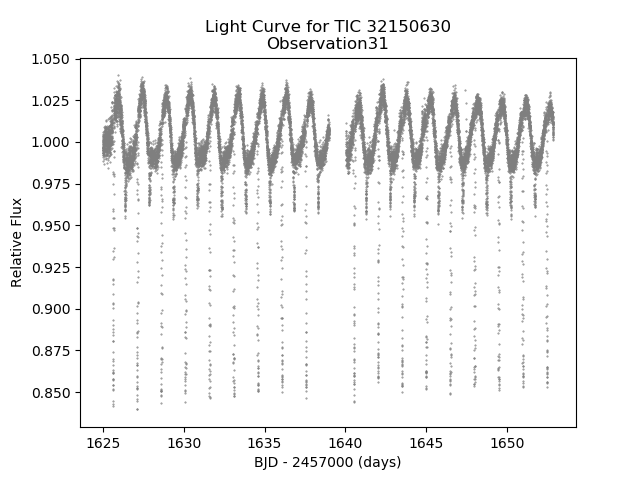 Light Curve for TIC 32150630
Observation31
1.050
1.025
1.000
0.975
0.950
0.925
0.900
0.875
0.850
Relative Flux
1625 1630 1635 1640 1645 1650
BJD - 2457000 (days)